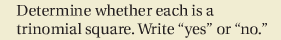 Determine whether each is a
trinomial square. Write “yes” or “no.”